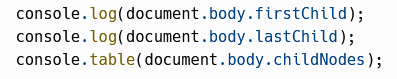 console.log(document.body.firstChild);
console.log(document.body.lastChild);
console.table(document.body.childNodes);